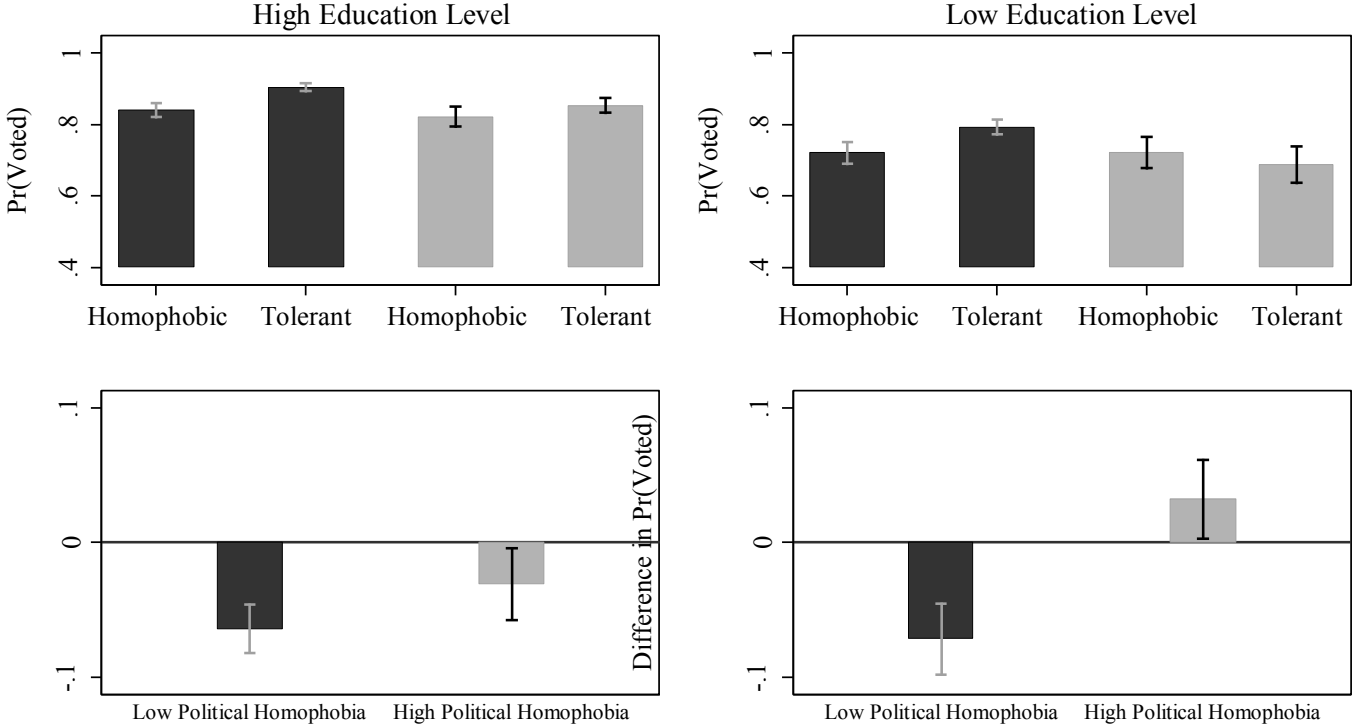 High Education Level
Low Education Level
Pr(Voted)
1
.8
.6
.4
Homophobic Tolerant Homophobic Tolerant
Pr(Voted)
1
.8
.6
.4
Homophobic Tolerant Homophobic Tolerant
.1
0
-.1
Low Political Homophobia High Political Homophobia
Difference in Pr(Voted)
.1
0
-.1
Low Political Homophobia High Political Homophobia